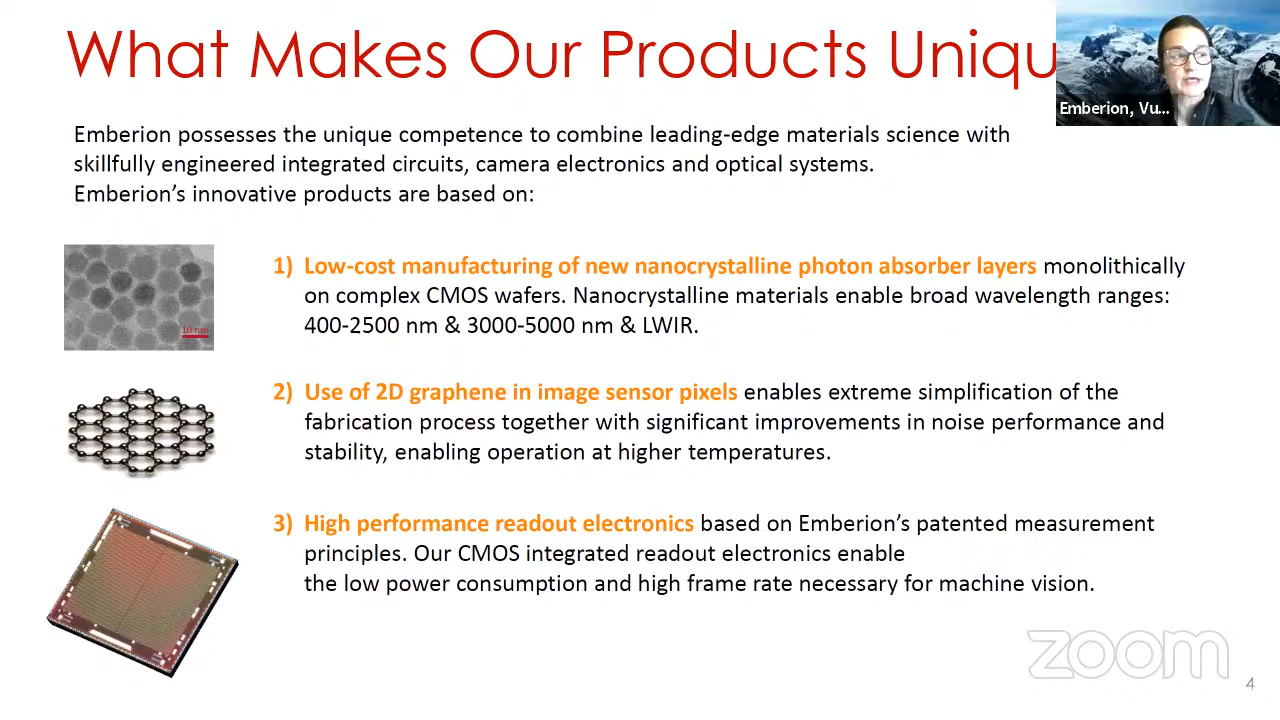 What Makes Our Products Uniqu
Emberion, Vu...
Emberion possesses the unique competence to combine leading-edge materials science with
skillfully engineered integrated circuits, camera electronics and optical systems.
Emberion’s innovative products are based on:
1) Low-cost manufacturing of new nanocrystalline photon absorber layers monolithically
on complex CMOS wafers. Nanocrystalline materials enable broad wavelength ranges:
400-2500 nm & 3000-5000 nm & LWIR.
10 nm
2) Use of 2D graphene in image sensor pixels enables extreme simplification of the
fabrication process together with significant improvements in noise performance and
stability, enabling operation at higher temperatures.
3) High performance readout electronics based on Emberion’s patented measurement
principles. Our CMOS integrated readout electronics enable
the low power consumption and high frame rate necessary for machine vision.
zoom
4